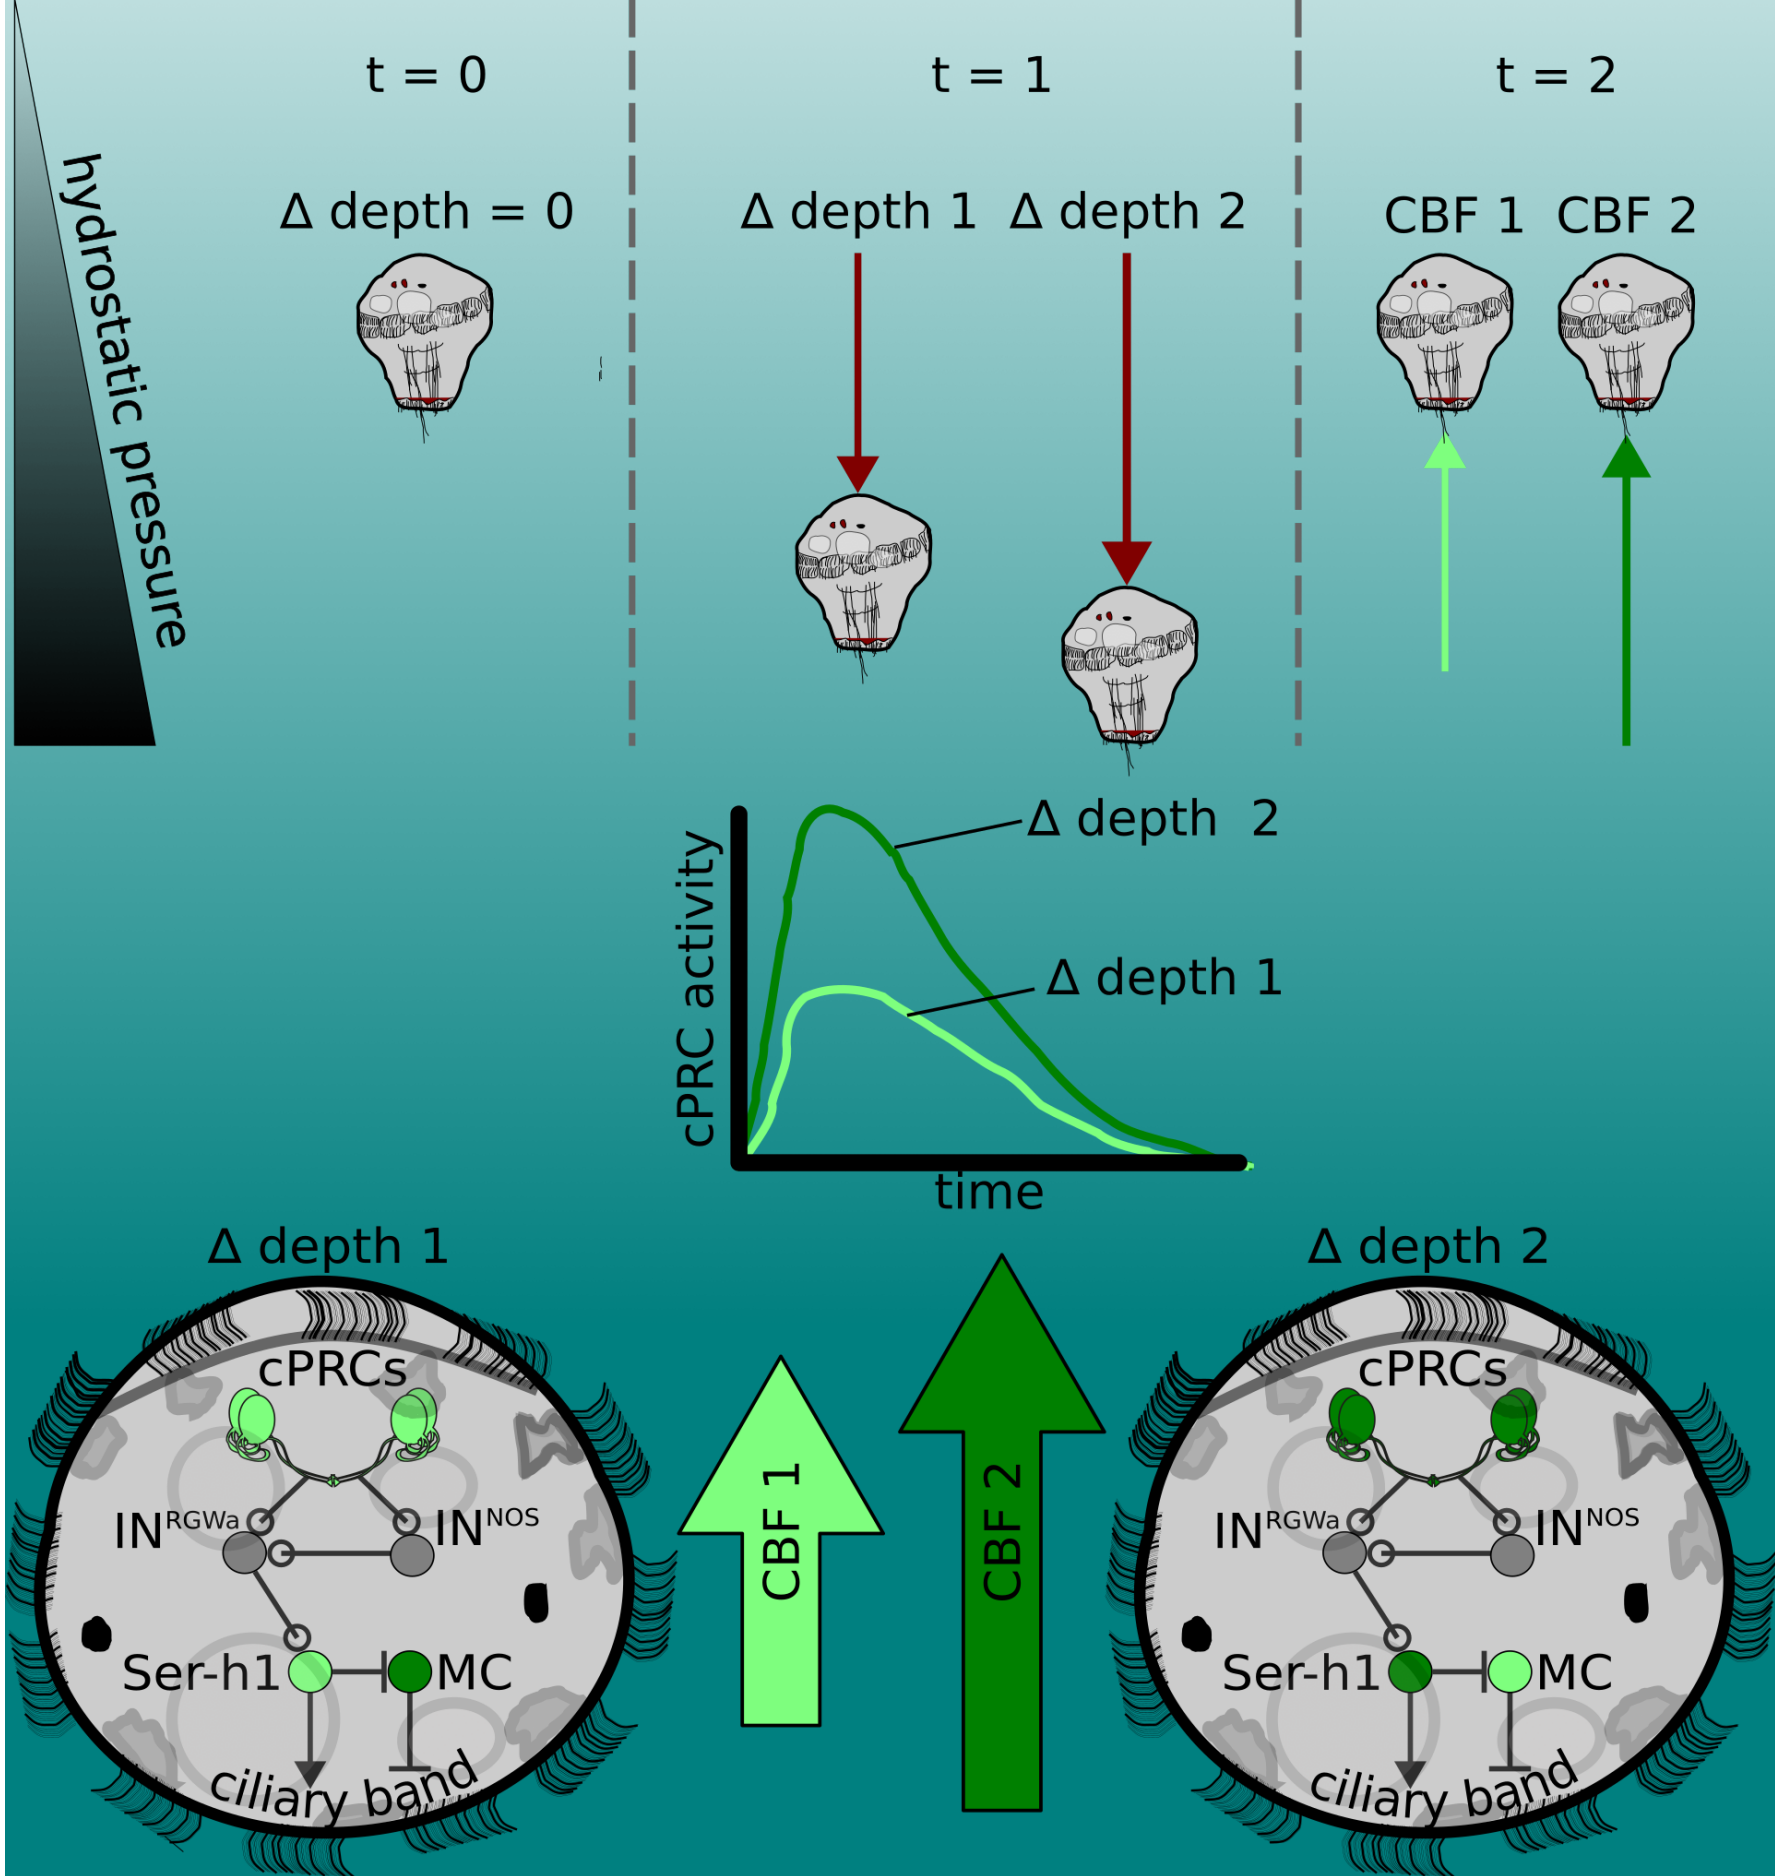 t = 0
t = 1
t = 2
hydrostatic pressure
Δ depth = 0
Δ depth 1
Δ depth 2
CBF 1
CBF 2
cPRC activity
Δ depth  2
Δ depth 1
time
Δ depth 1
cPRCs
IN^RGWa
IN^NOS
Ser-h1
MC
ciliary band
CBF 1
CBF 2
Δ depth 2
cPRCs
IN^RGWa
IN^NOS
Ser-h1
MC
ciliary band